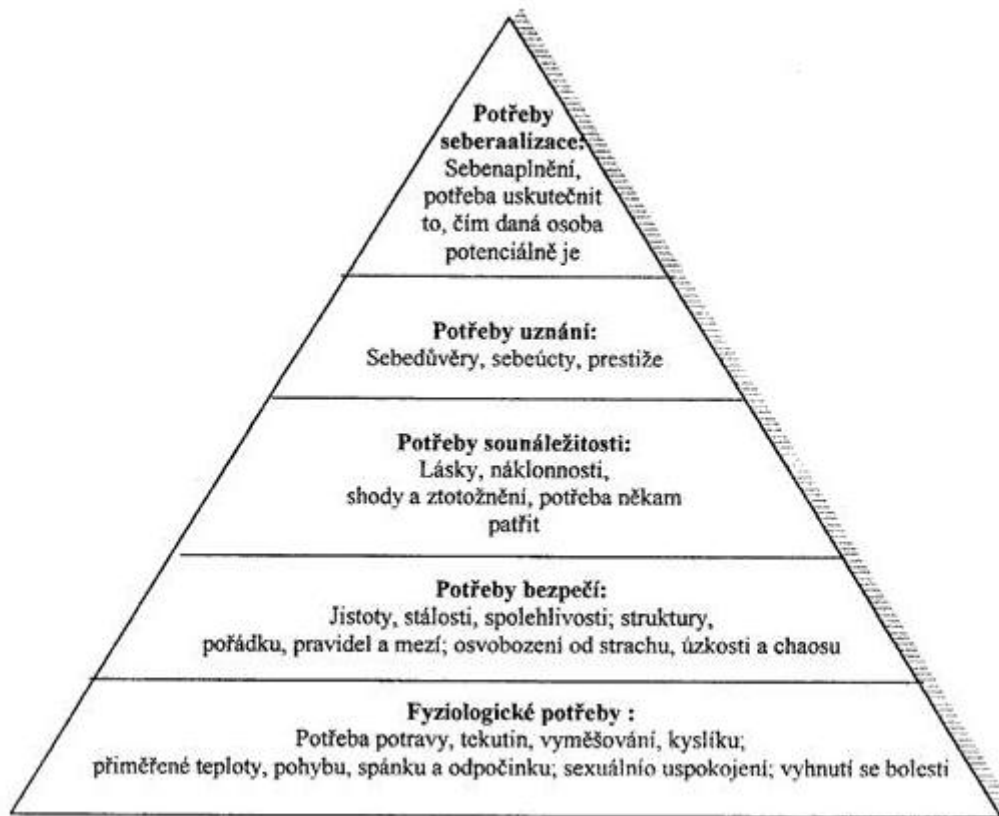 Potřeby
seberaalizace:
Sebenaplnění,
potřeba uskutečnit
to, čím daná osoba
potenciálně je
Potřeby uznání:
Sebedůvěry, sebeúcty, prestiže
Potřeby sounáležitosti:
Lásky, náklonnosti,
shody a ztotožnění, potřeba někam
patřit
Potřeby bezpečí:
Jistoty, stálosti, spolehlivosti; struktury,
pořádku, pravidel a mezí; osvobození od strachu, úzkosti a chaosu
Fyziologické potřeby :
Potřeba potravy, tekutin, vyměšování, kyslíku;
přiměřené teploty, pohybu, spánku a odpočinku; sexuálnío uspokojení; vyhnutí se bolesti